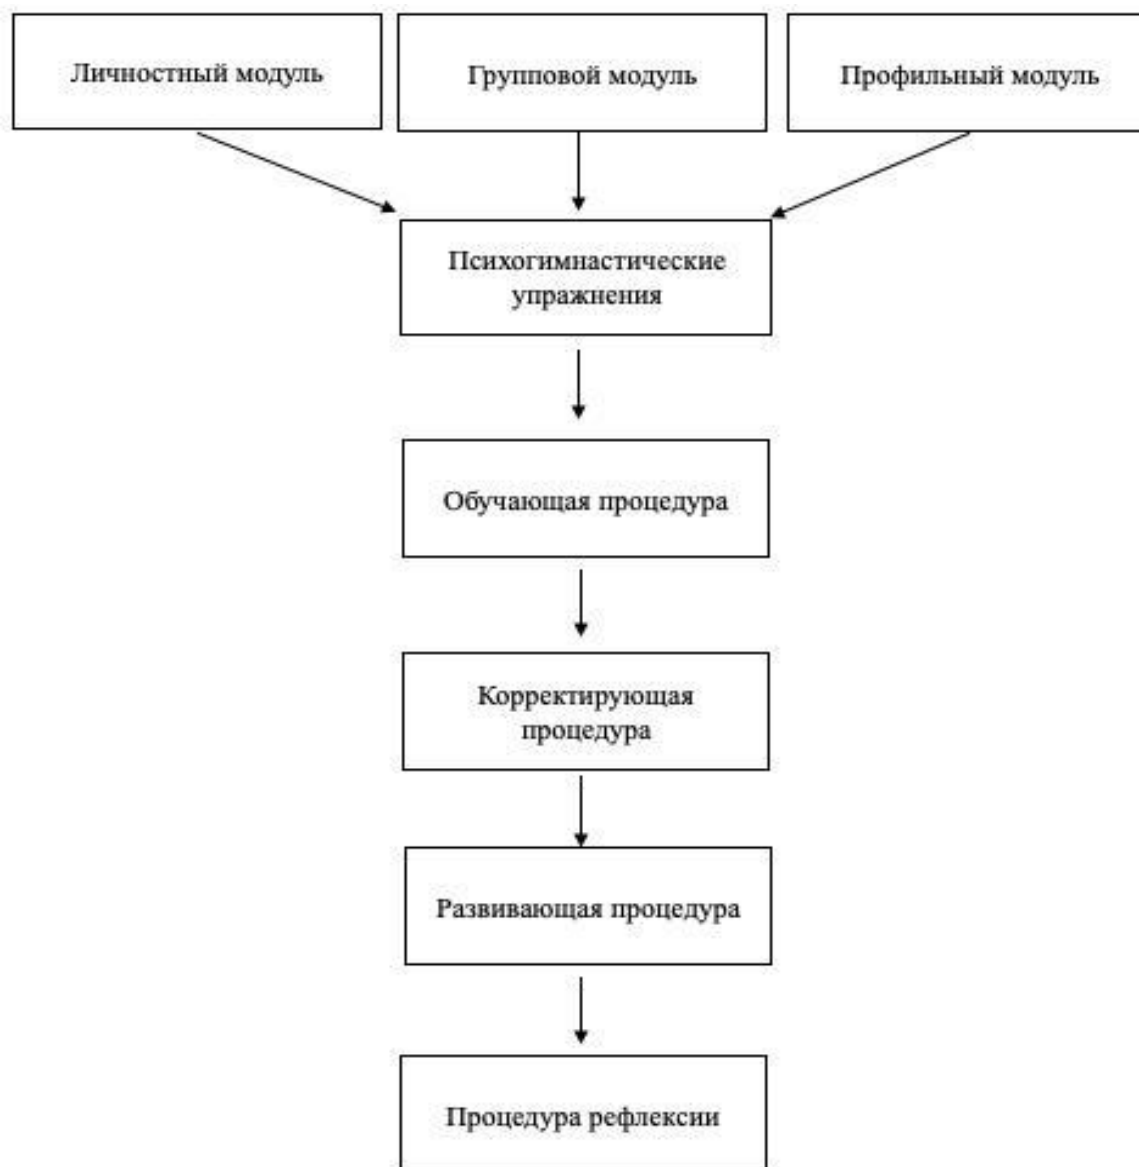 Личностный модуль
Групповой модуль
Профильный модуль
Психогимнастические
упражнения
Обучающая процедура
Корректирующая
процедура
Развивающая процедура
Процедура рефлексии